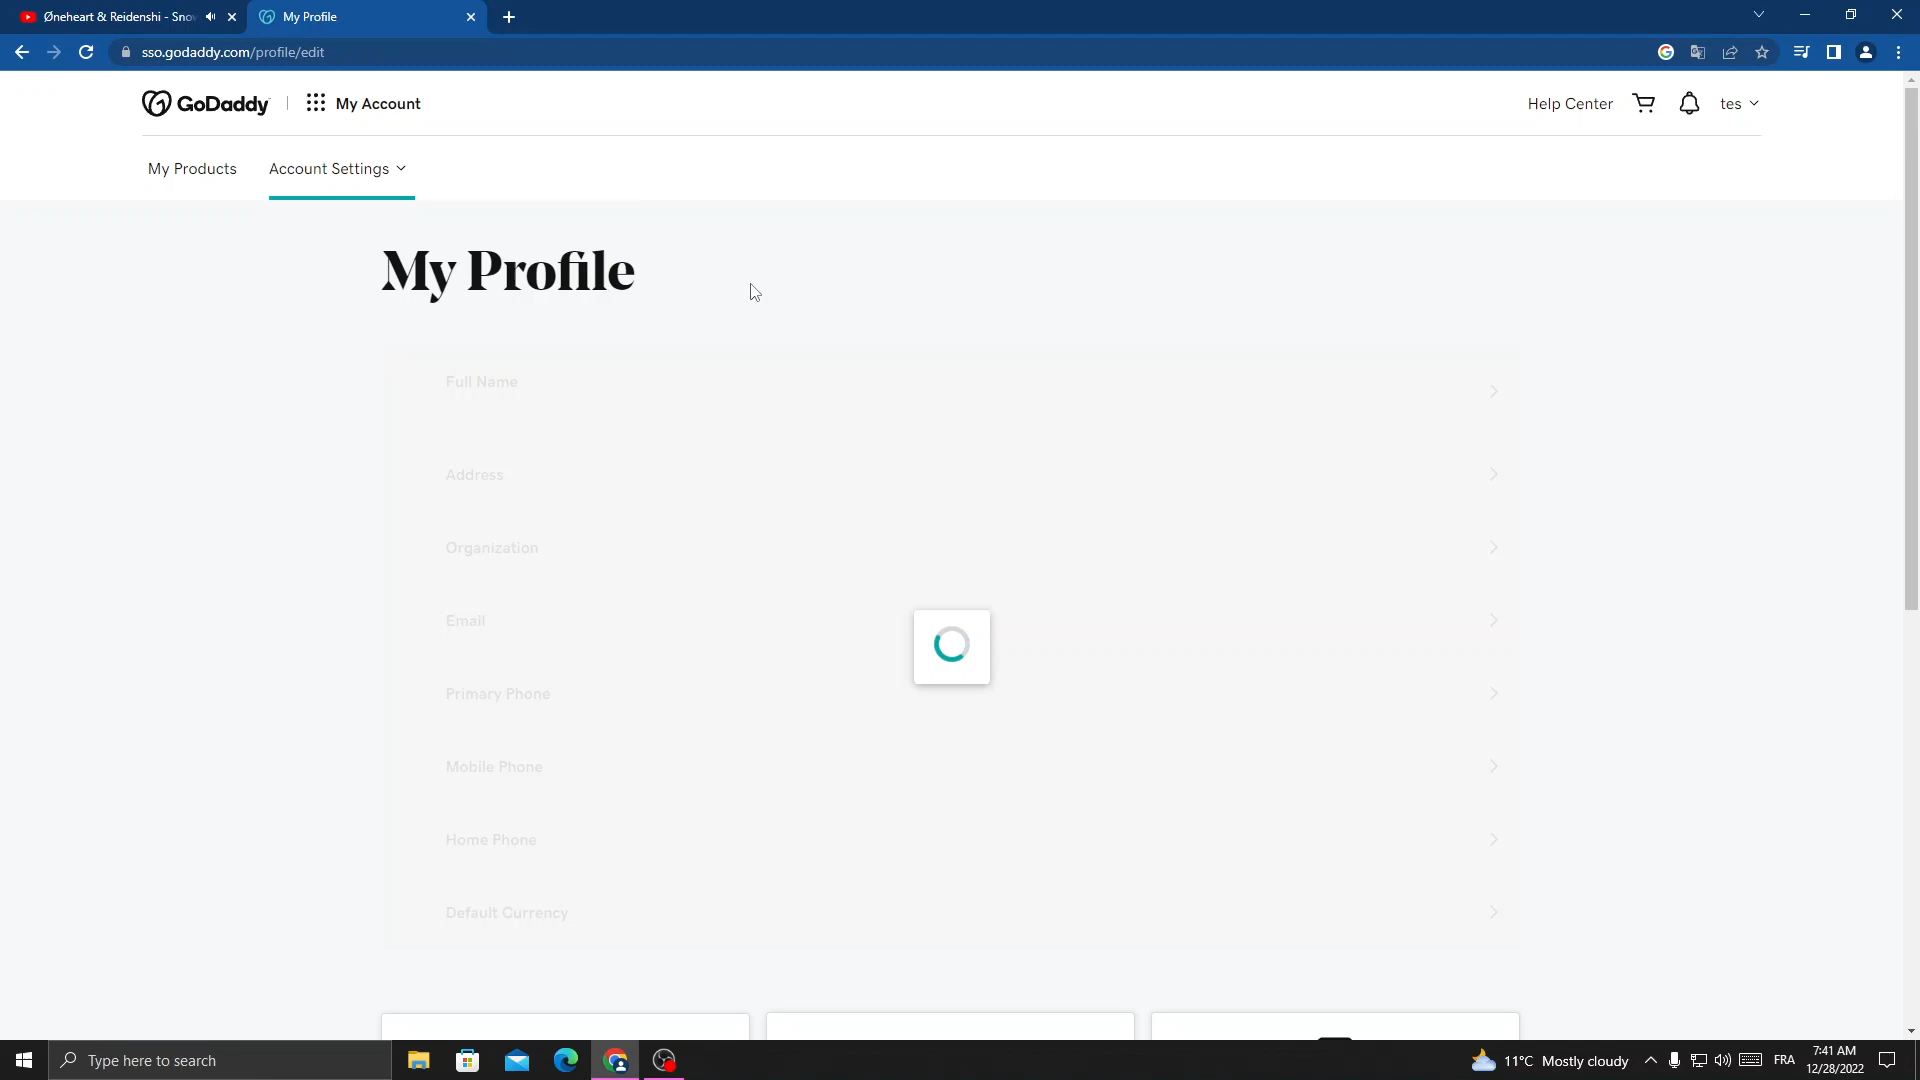 Øneheart & Reidenshi - Snov
My Profile
sso.godaddy.com/profile/edit
GoDaddy
My Account
Help Center
tes
My Products
Account Settings
My Profile
Full Name
Address
Organization
Email
Primary Phone
Mobile Phone
Home Phone
Default Currency
Type here to search
11°C Mostly cloudy
FRA
7:41 AM
12/28/2022